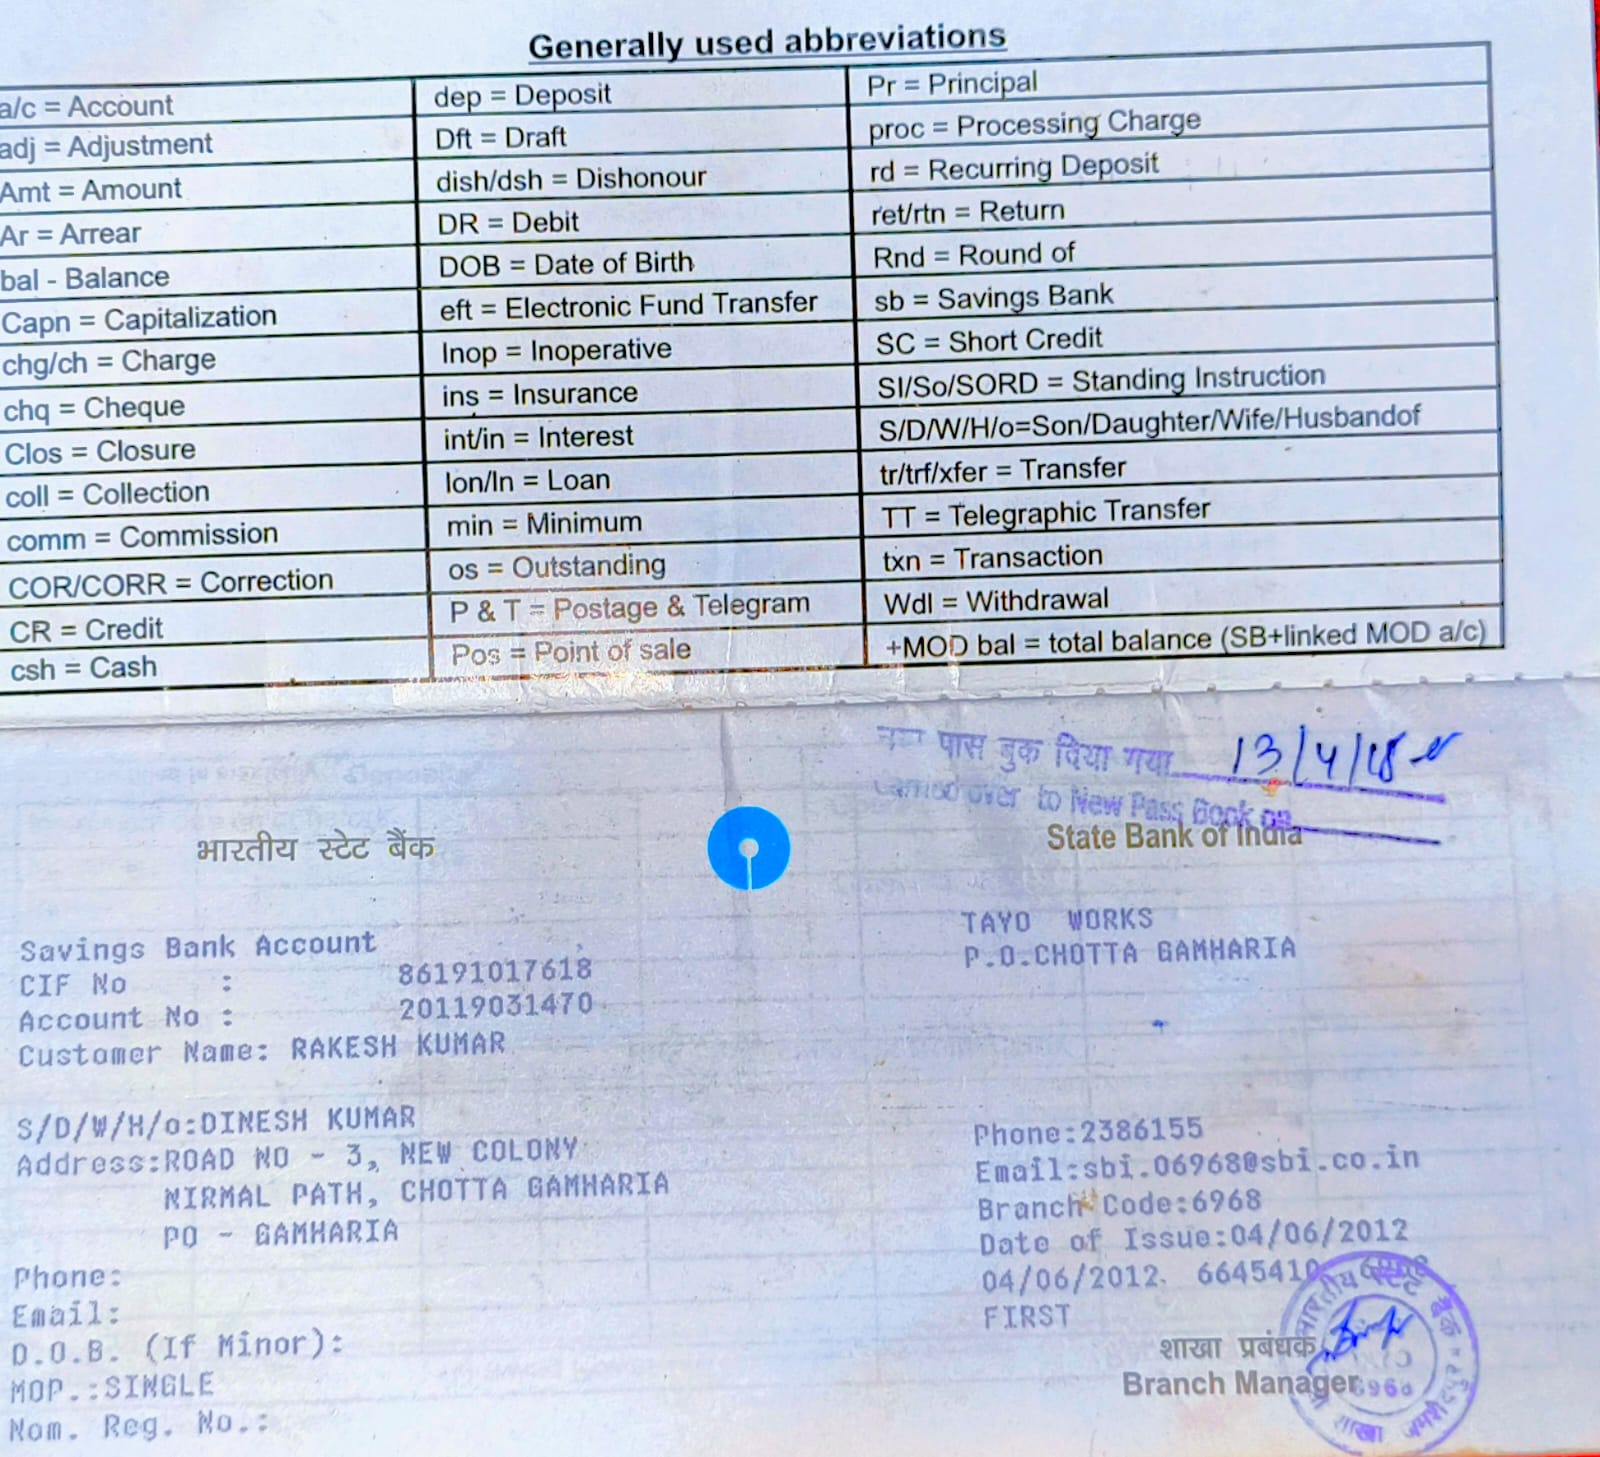 Generally used abbreviations
a/c = Account
adj = Adjustment
Amt = Amount
Ar = Arrear
bal - Balance
Capn = Capitalization
chg/ch = Charge
chq = Cheque
Clos = Closure
coll = Collection
comm = Commission
COR/CORR = Correction
CR = Credit
csh = Cash
dep = Deposit
Dft = Draft
dish/dsh = Dishonour
DR = Debit
DOB = Date of Birth
eft = Electronic Fund Transfer
Inop = Inoperative
ins = Insurance
int/in = Interest
lon/ln = Loan
min = Minimum
os = Outstanding
P & T = Postage & Telegram
Pos = Point of sale
Pr = Principal
proc = Processing Charge
rd = Recurring Deposit
ret/rtn = Return
Rnd = Round of
sb = Savings Bank
SC = Short Credit
SI/So/SORD = Standing Instruction
S/D/W/H/o=Son/Daughter/Wife/Husbandof
tr/trf/xfer = Transfer
TT = Telegraphic Transfer
txn = Transaction
Wdl = Withdrawal
+MOD bal = total balance (SB+linked MOD a/c)
नया पास बुक दिया गया 13/4/18
Carried over to New Pass Book on
भारतीय स्टेट बैंक
State Bank of India
Savings Bank Account
CIF No : 86191017618
Account No : 20119031470
Customer Name: RAKESH KUMAR
S/D/W/H/o:DINESH KUMAR
Address:ROAD NO - 3, NEW COLONY
NIRMAL PATH, CHOTTA GAMHARIA
PO - GAMHARIA
Phone:
Email:
D.O.B. (If Minor):
MOP.:SINGLE
Nom. Reg. No.:
TAYO WORKS
P.O.CHOTTA GAMHARIA
Phone:2386155
Email:sbi.06968@sbi.co.in
Branch Code:6968
Date of Issue:04/06/2012
04/06/2012. 6645410 6968
FIRST
शाखा प्रबंधक
Branch Manager
भारतीय स्टेट बैंक
शाखा